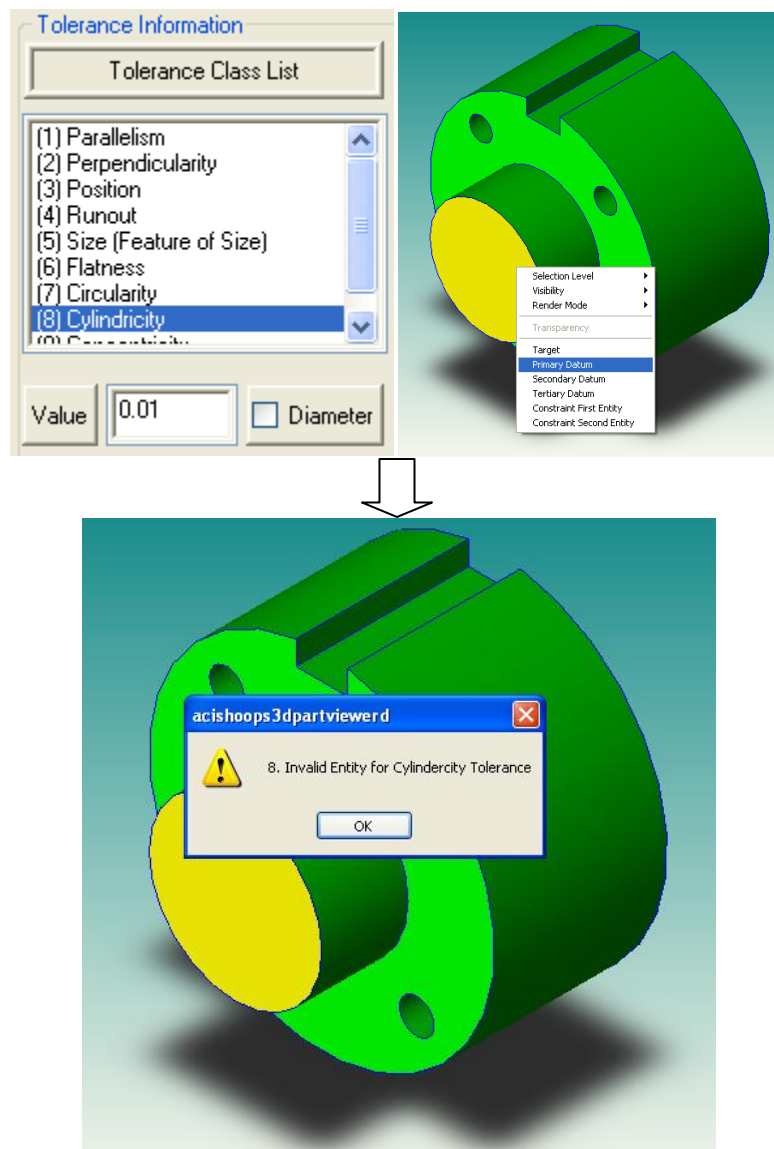 Tolerance Information
Tolerance Class List
(1) Parallelism
(2) Perpendicularity
(3) Position
(4) Runout
(5) Size (Feature of Size)
(6) Flatness
(7) Circularity
(8) Cylindricity
Value
0.01
Diameter
Selection Level
Visibility
Render Mode
Transparency
Target
Primary Datum
Secondary Datum
Tertiary Datum
Constraint First Entity
Constraint Second Entity
acishoops3dpartviewerd
8. Invalid Entity for Cylindercity Tolerance
OK